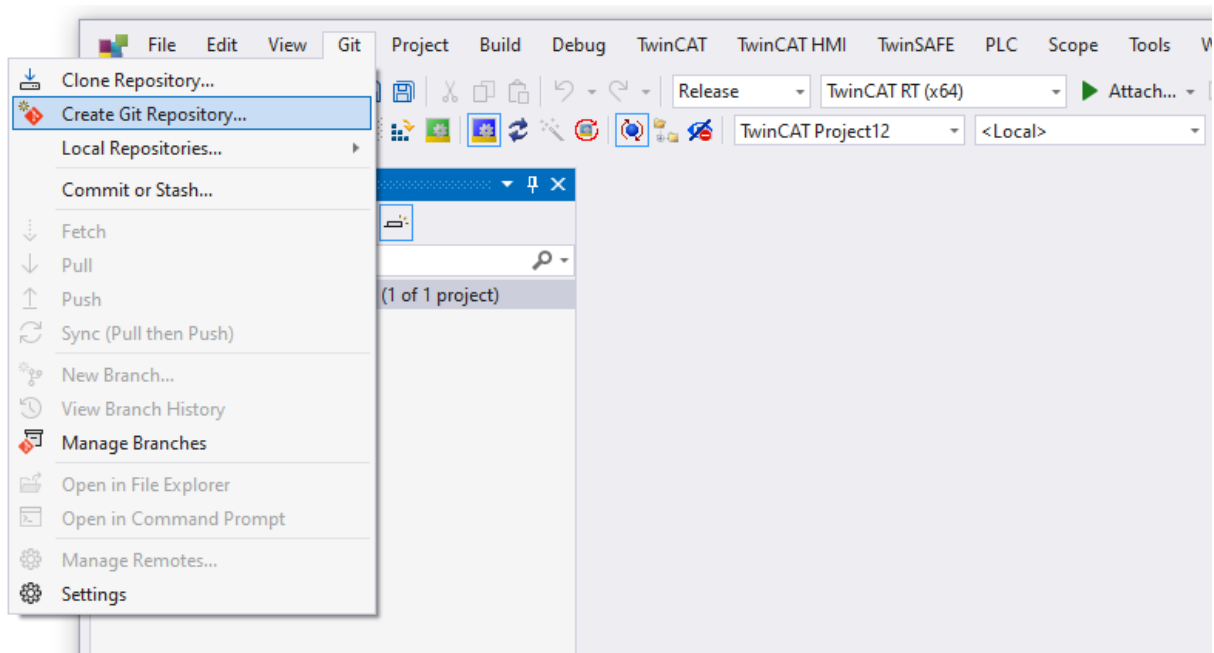 File Edit View Git Project Build Debug TwinCAT TwinCAT HMI TwinSAFE PLC Scope Tools
Clone Repository...
Release TwinCAT RT (x64) Attach...
Create Git Repository...
TwinCAT Project12 <Local>
Local Repositories...
Commit or Stash...
Fetch
Pull
Push
(1 of 1 project)
Sync (Pull then Push)
New Branch...
View Branch History
Manage Branches
Open in File Explorer
Open in Command Prompt
Manage Remotes...
Settings